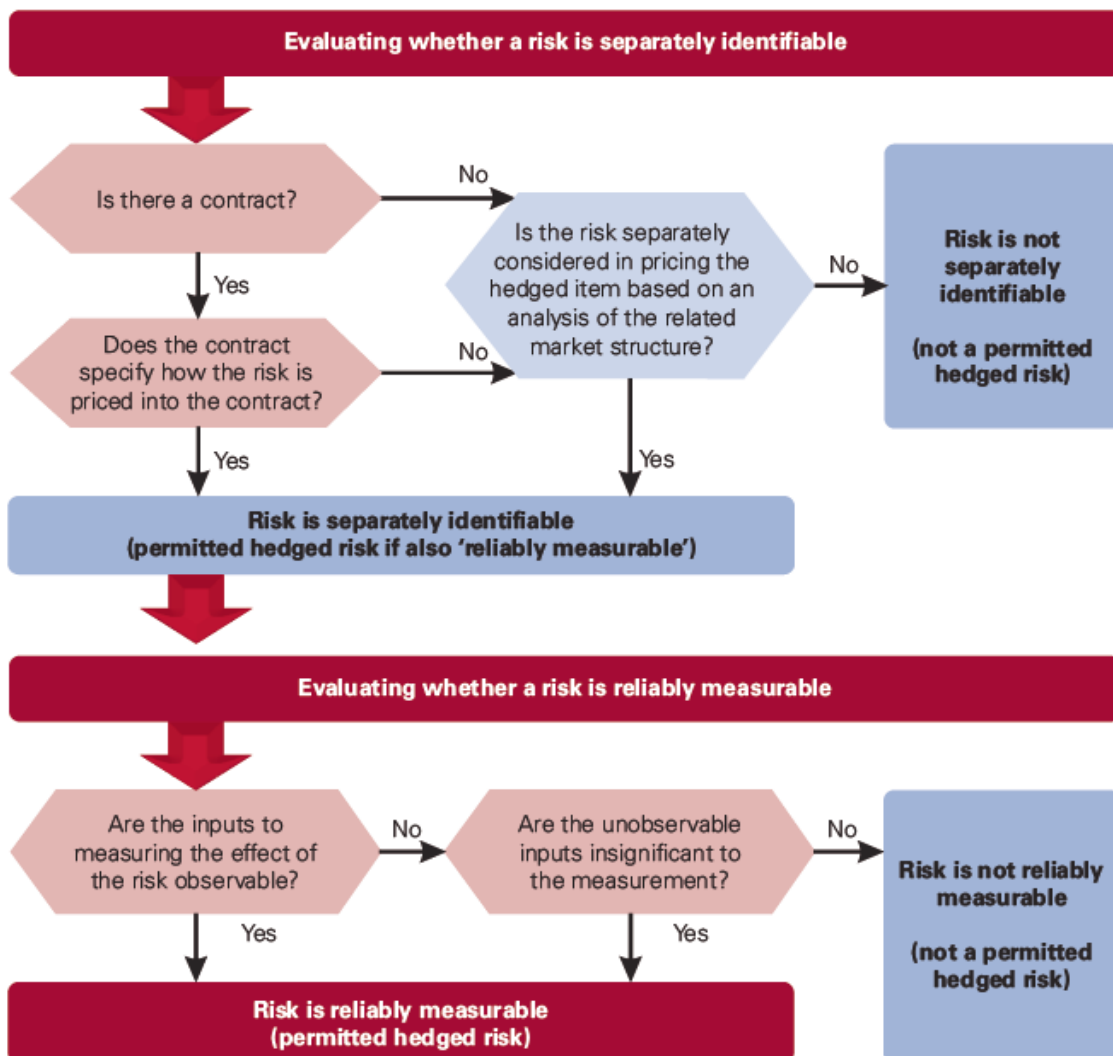 Evaluating whether a risk is separately identifiable
Is there a contract?
No
Yes
Does the contract
specify how the risk is
priced into the contract?
No
Yes
Is the risk separately
considered in pricing the
hedged item based on an
analysis of the related
market structure?
No
Yes
Risk is not
separately
identifiable
(not a permitted
hedged risk)
Risk is separately identifiable
(permitted hedged risk if also ‘reliably measurable’)
Evaluating whether a risk is reliably measurable
Are the inputs to
measuring the effect of
the risk observable?
No
Yes
Are the unobservable
inputs insignificant to
the measurement?
No
Yes
Risk is not reliably
measurable
(not a permitted
hedged risk)
Risk is reliably measurable
(permitted hedged risk)